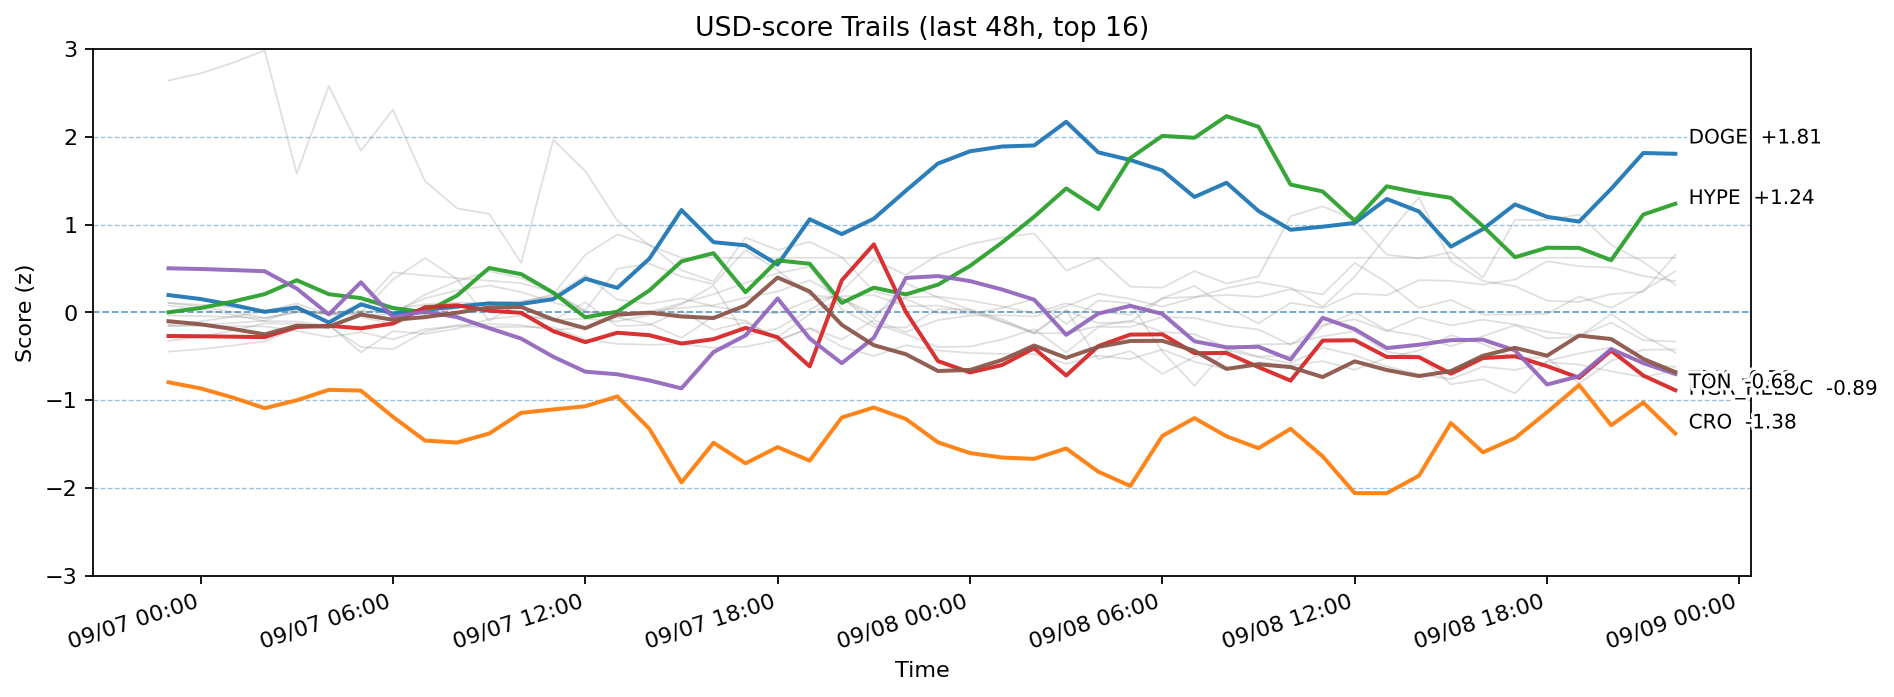 USD-score Trails (last 48h, top 16)
Score (z)
3
2
1
0
−1
−2
−3
DOGE +1.81
HYPE +1.24
TON -0.68
-0.89
CRO -1.38
09/07 00:00
09/07 06:00
09/07 12:00
09/07 18:00
09/08 00:00
09/08 06:00
09/08 12:00
09/08 18:00
09/09 00:00
Time